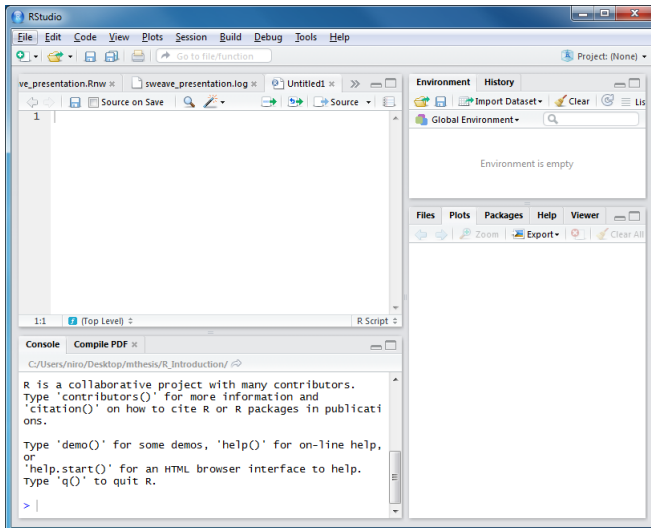 RStudio
File Edit Code View Plots Session Build Debug Tools Help
Go to file/function Project: (None)
ve_presentation.Rnw × sweave_presentation.log × Untitled1 ×
Source on Save Source
1
1:1 (Top Level) R Script
Console Compile PDF ×
C:/Users/niro/Desktop/mthesis/R_Introduction/
R is a collaborative project with many contributors.
Type 'contributors()' for more information and
'citation()' on how to cite R or R packages in publicati
ons.
Type 'demo()' for some demos, 'help()' for on-line help,
or
'help.start()' for an HTML browser interface to help.
Type 'q()' to quit R.
>
Environment History
Import Dataset Clear Lis
Global Environment
Environment is empty
Files Plots Packages Help Viewer
Zoom Export Clear All